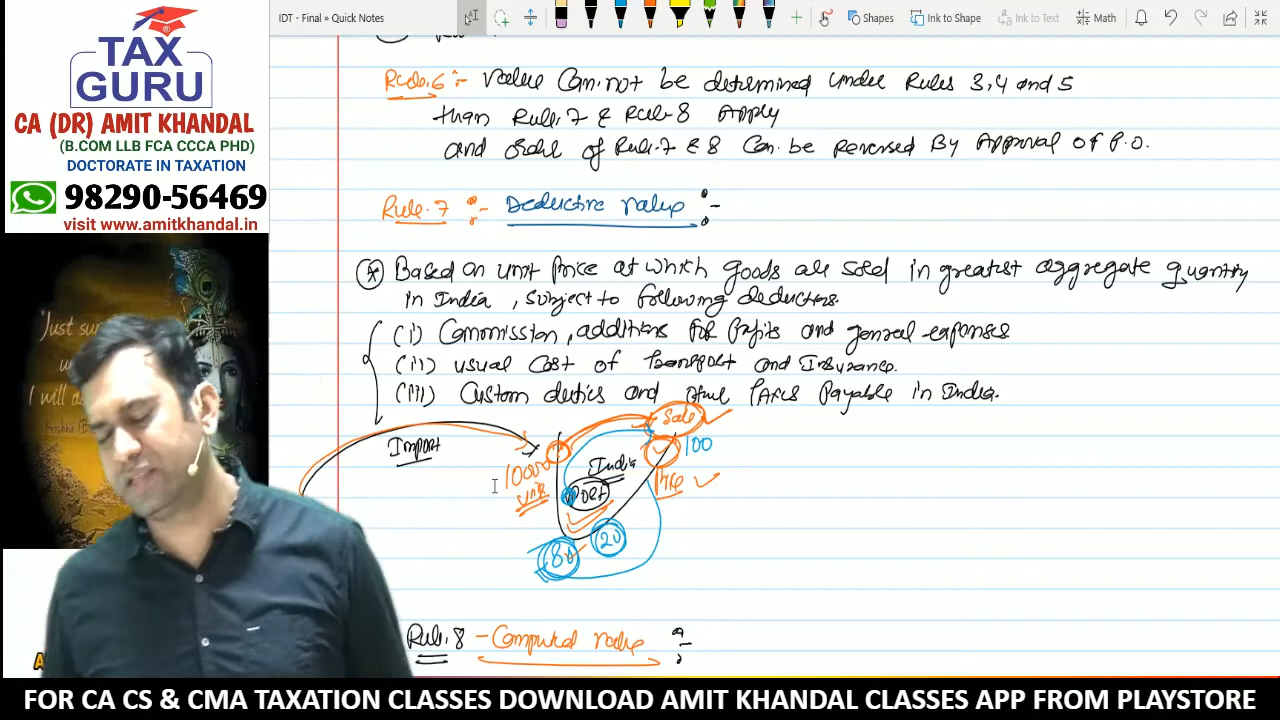 IDT - Final » Quick Notes
Shapes
Ink to Shape
Ink to Text
Math
TAX
GURU
CA (DR) AMIT KHANDAL
(B.COM LLB FCA CCCA PHD)
DOCTORATE IN TAXATION
98290-56469
visit www.amitkhandal.in
Rule.6 :- Value Can.not be determined under Rules 3,4 and 5
than Rule.7 & Rule.8 Apply
and order of Rule.7 & 8 Can.be Reversed By Approval of P.O.
Rule.7 :- Deductive Value :-
Based on unit Price at which goods are sold in greatest aggregate quantity
in India, subject to following deductions.
(i) Commission, additions for Profits and general expenses
(ii) usual Cost of Transport and Insurance.
(iii) Custom duties and other Taxes Payable in India.
Sale
Import
100
India
10000
Units
Price
Port
20
80
"Just
I will
Krishna
Rule.8 - Computed Value :-
FOR CA CS & CMA TAXATION CLASSES DOWNLOAD AMIT KHANDAL CLASSES APP FROM PLAYSTORE